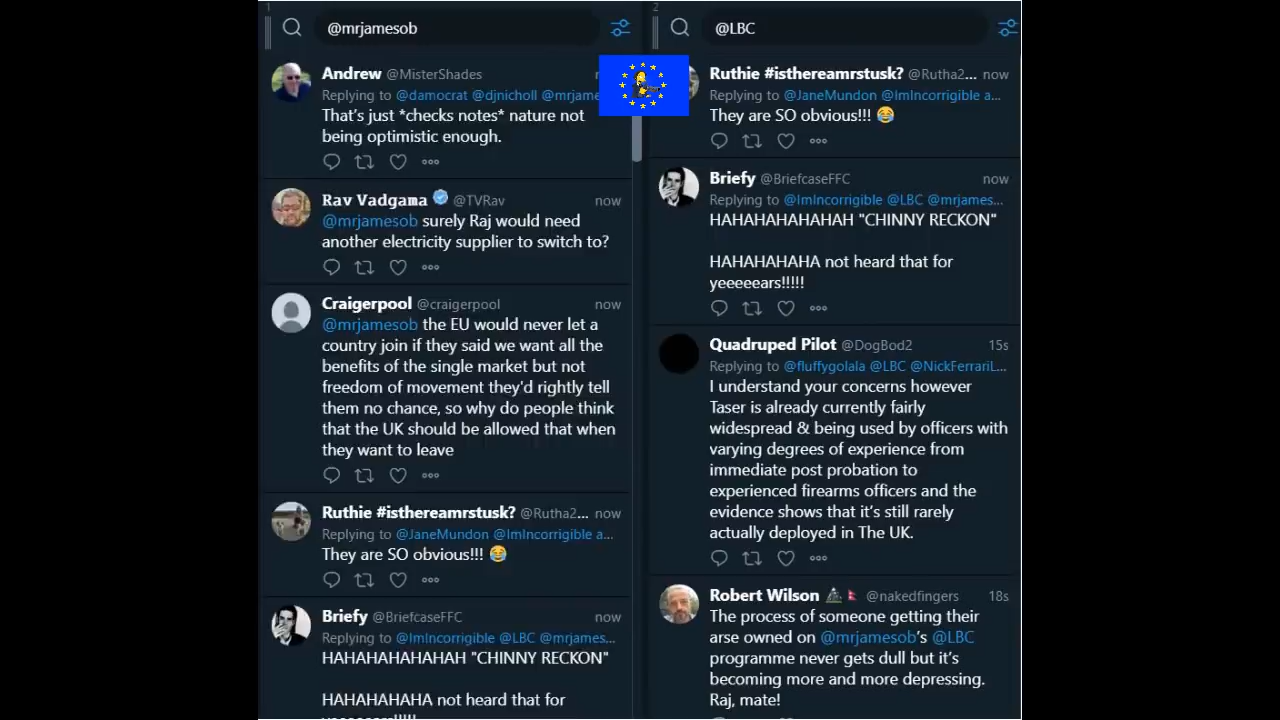 1
@mrjamesob
Andrew @MisterShades
Replying to @damocrat @djnicholl @mrjame
That's just *checks notes* nature not
being optimistic enough.
Rav Vadgama @TVRav now
@mrjamesob surely Raj would need
another electricity supplier to switch to?
Craigerpool @craigerpool now
@mrjamesob the EU would never let a
country join if they said we want all the
benefits of the single market but not
freedom of movement they'd rightly tell
them no chance, so why do people think
that the UK should be allowed that when
they want to leave
Ruthie #isthereamrstusk? @Rutha2... now
Replying to @JaneMundon @ImIncorrigible a...
They are SO obvious!!! 😂
Briefy @BriefcaseFFC now
Replying to @ImIncorrigible @LBC @mrjames...
HAHAHAHAHAHAH "CHINNY RECKON"
HAHAHAHAHA not heard that for
2
@LBC
Ruthie #isthereamrstusk? @Rutha2... now
Replying to @JaneMundon @ImIncorrigible a...
They are SO obvious!!! 😂
Briefy @BriefcaseFFC now
Replying to @ImIncorrigible @LBC @mrjames...
HAHAHAHAHAHAH "CHINNY RECKON"
HAHAHAHAHA not heard that for
yeeeeears!!!!!
Quadruped Pilot @DogBod2 15s
Replying to @fluffygolala @LBC @NickFerrariL...
I understand your concerns however
Taser is already currently fairly
widespread & being used by officers with
varying degrees of experience from
immediate post probation to
experienced firearms officers and the
evidence shows that it's still rarely
actually deployed in The UK.
Robert Wilson @nakedfingers 18s
The process of someone getting their
arse owned on @mrjamesob's @LBC
programme never gets dull but it's
becoming more and more depressing.
Raj, mate!